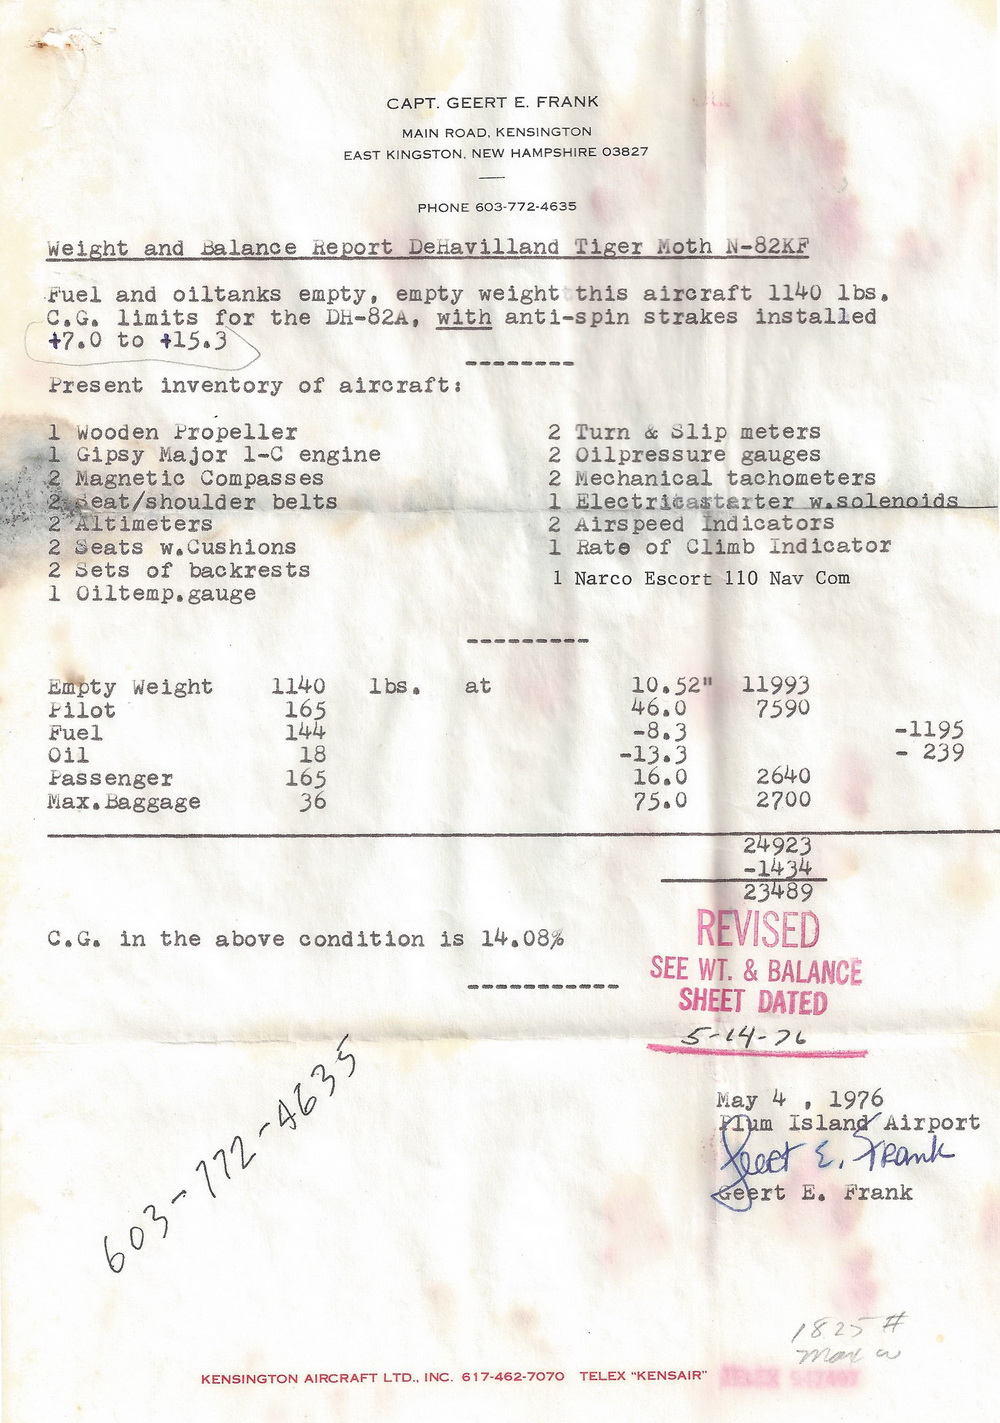 CAPT. GEERT E. FRANK
MAIN ROAD, KENSINGTON
EAST KINGSTON, NEW HAMPSHIRE 03827
PHONE 603-772-4635
Weight and Balance Report DeHavilland Tiger Moth N-82KF
Fuel and oiltanks empty, empty weight this aircraft 1140 lbs.
C.G. limits for the DH-82A, with anti-spin strakes installed
+7.0 to +15.3
---------
Present inventory of aircraft:
1 Wooden Propeller
1 Gipsy Major 1-C engine
2 Magnetic Compasses
2 Seat/shoulder belts
2 Altimeters
2 Seats w.Cushions
2 Sets of backrests
1 Oiltemp.gauge
2 Turn & Slip meters
2 Oilpressure gauges
2 Mechanical tachometers
1 Electricastarter w.solenoids
2 Airspeed Indicators
1 Rate of Climb Indicator
1 Narco Escort 110 Nav Com
----------
Empty Weight 1140 lbs. at 10.52" 11993
Pilot 165 46.0 7590
Fuel 144 -8.3 -1195
Oil 18 -13.3 - 239
Passenger 165 16.0 2640
Max.Baggage 36 75.0 2700
24923
-1434
23489
C.G. in the above condition is 14.08%
-----------
REVISED
SEE WT. & BALANCE
SHEET DATED
5-14-76
603-772-4635
May 4 , 1976
Plum Island Airport
Geert E. Frank
Geert E. Frank
1825 #
Max w
KENSINGTON AIRCRAFT LTD., INC. 617-462-7070 TELEX "KENSAIR"
TELEX 947497